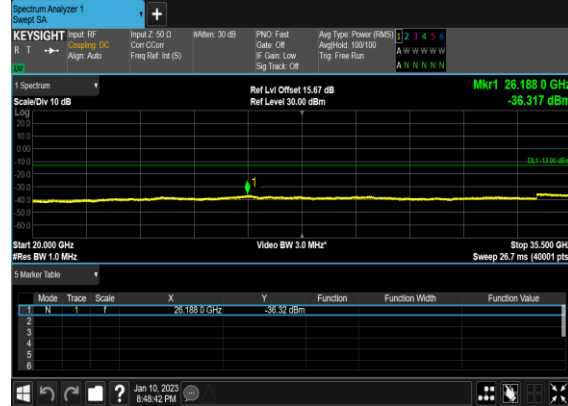 Spectrum Analyzer 1
Swept SA
+
KEYSIGHT Input: RF Input Z: 50 Ω #Atten: 30 dB PNO: Fast Avg Type: Power (RMS) 1 2 3 4 5 6
R T Coupling: DC Corr CCorr Gate: Off Avg|Hold: 100/100 A W W W W W
Align: Auto Freq Ref: Int (S) IF Gain: Low Trig: Free Run
LU Sig Track: Off A N N N N N
1 Spectrum Ref Lvl Offset 15.67 dB Mkr1 26.188 0 GHz
Scale/Div 10 dB Ref Level 30.00 dBm -36.317 dBm
Log
20.0
10.0
0.00
-10.0
DL1 -13.00 dBm
-20.0
-30.0
1
-40.0
-50.0
-60.0
Start 20.000 GHz Video BW 3.0 MHz* Stop 35.500 GHz
#Res BW 1.0 MHz Sweep 26.7 ms (40001 pts)
5 Marker Table
Mode Trace Scale X Y Function Function Width Function Value
1 N 1 f 26.188 0 GHz -36.32 dBm
2
3
4
5
6
? Jan 10, 2023
8:48:42 PM